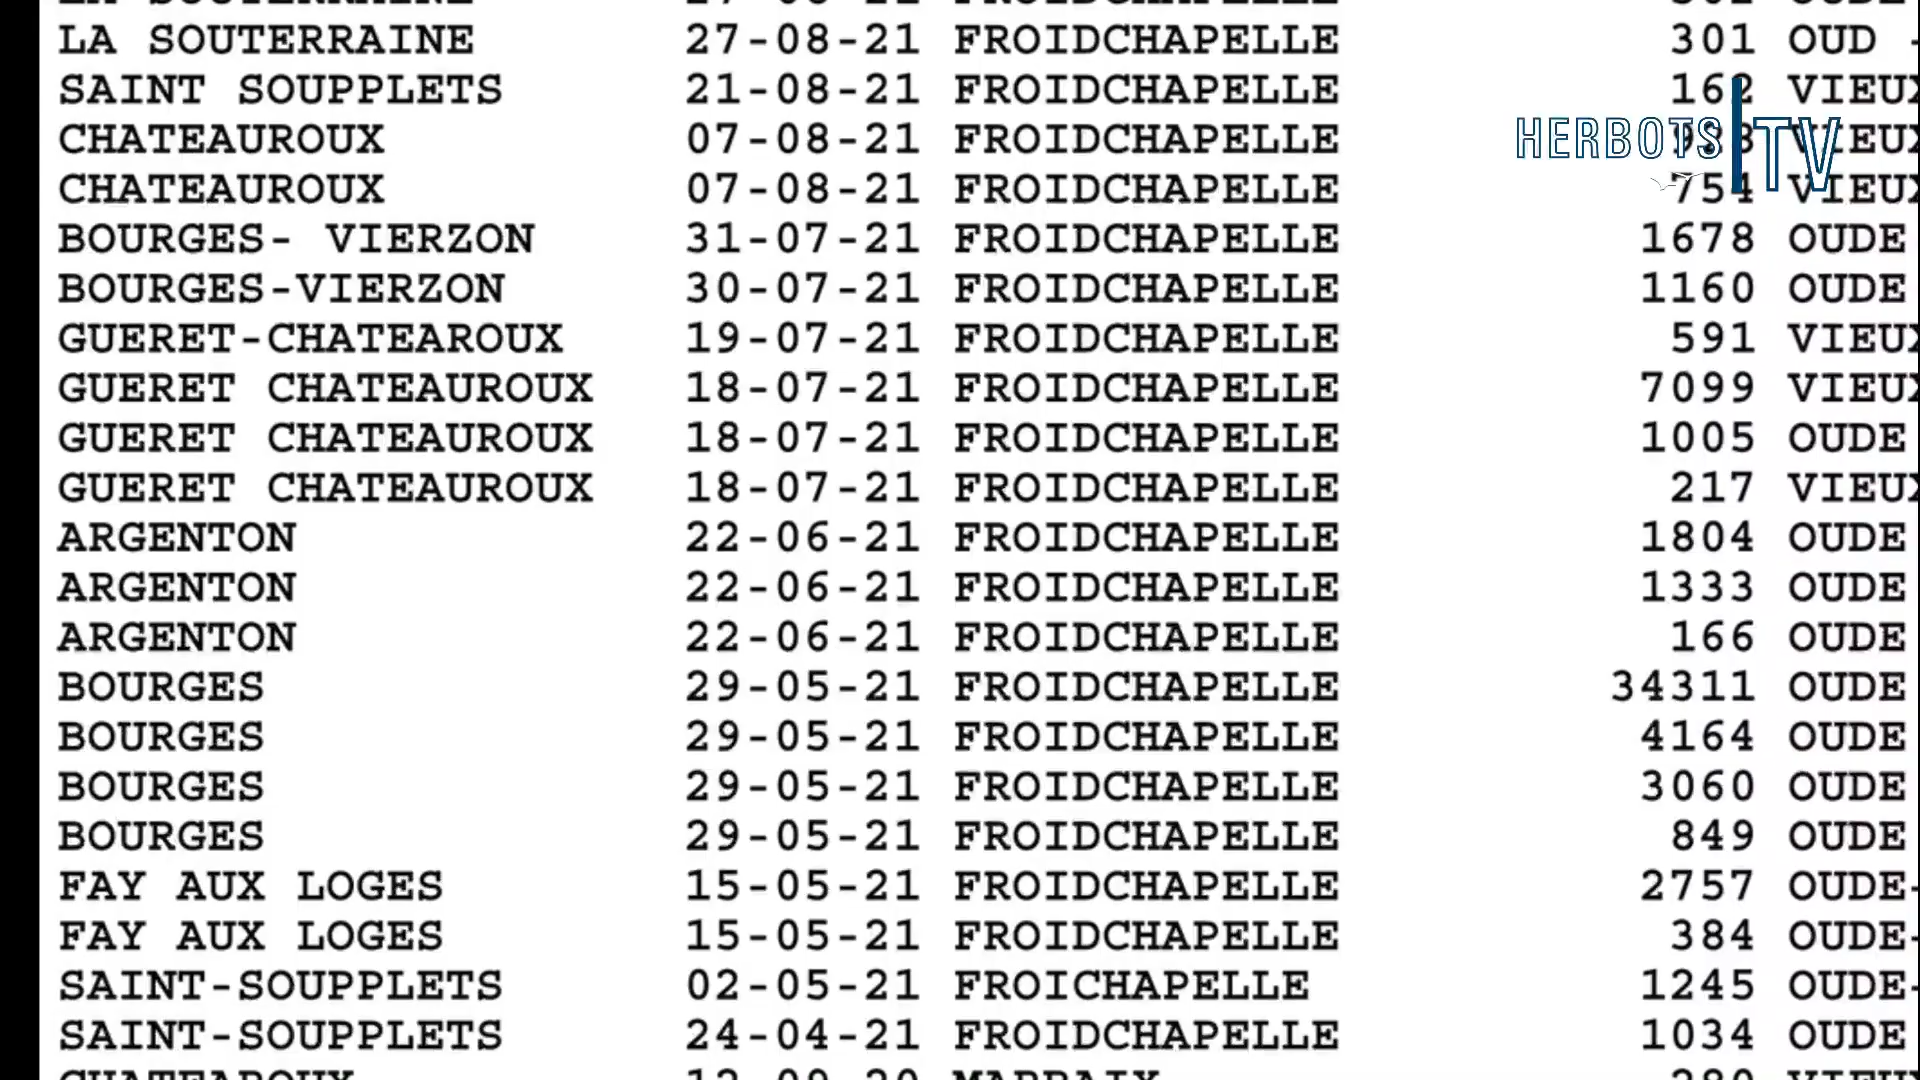 LA SOUTERRAINE 27-08-21 FROIDCHAPELLE 301 OUD
SAINT SOUPPLETS 21-08-21 FROIDCHAPELLE 162 VIEUX
HERBOTS TV
CHATEAUROUX 07-08-21 FROIDCHAPELLE VIEUX
CHATEAUROUX 07-08-21 FROIDCHAPELLE 754 VIEUX
BOURGES- VIERZON 31-07-21 FROIDCHAPELLE 1678 OUDE
BOURGES-VIERZON 30-07-21 FROIDCHAPELLE 1160 OUDE
GUERET-CHATEAROUX 19-07-21 FROIDCHAPELLE 591 VIEUX
GUERET CHATEAUROUX 18-07-21 FROIDCHAPELLE 7099 VIEUX
GUERET CHATEAUROUX 18-07-21 FROIDCHAPELLE 1005 OUDE
GUERET CHATEAUROUX 18-07-21 FROIDCHAPELLE 217 VIEUX
ARGENTON 22-06-21 FROIDCHAPELLE 1804 OUDE
ARGENTON 22-06-21 FROIDCHAPELLE 1333 OUDE
ARGENTON 22-06-21 FROIDCHAPELLE 166 OUDE
BOURGES 29-05-21 FROIDCHAPELLE 34311 OUDE
BOURGES 29-05-21 FROIDCHAPELLE 4164 OUDE
BOURGES 29-05-21 FROIDCHAPELLE 3060 OUDE
BOURGES 29-05-21 FROIDCHAPELLE 849 OUDE
FAY AUX LOGES 15-05-21 FROIDCHAPELLE 2757 OUDE-
FAY AUX LOGES 15-05-21 FROIDCHAPELLE 384 OUDE-
SAINT-SOUPPLETS 02-05-21 FROICHAPELLE 1245 OUDE-
SAINT-SOUPPLETS 24-04-21 FROIDCHAPELLE 1034 OUDE